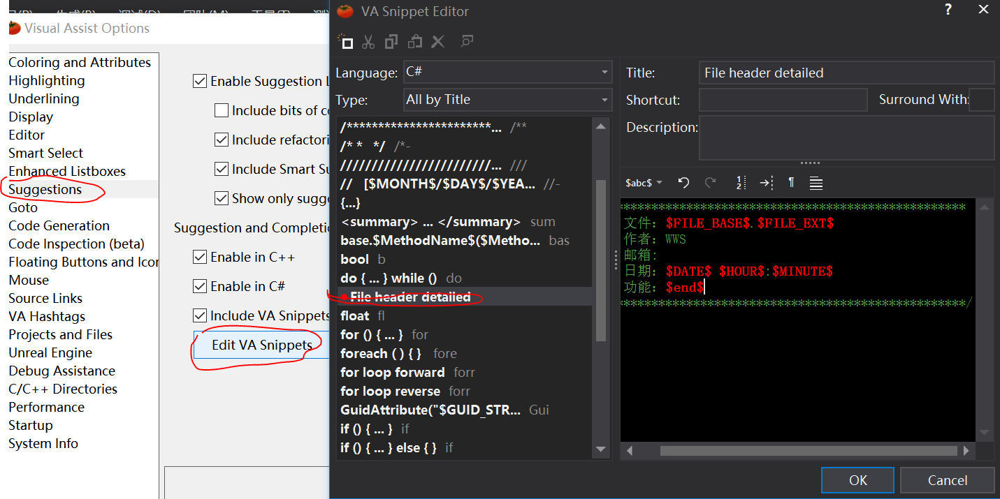 Visual Assist Options
Coloring and Attributes
Highlighting
Underlining
Display
Editor
Smart Select
Enhanced Listboxes
Suggestions
Goto
Code Generation
Code Inspection (beta)
Floating Buttons and Icon
Mouse
Source Links
VA Hashtags
Projects and Files
Unreal Engine
Debug Assistance
C/C++ Directories
Performance
Startup
System Info
Enable Suggestion L
Include bits of co
Include refactori
Include Smart Su
Show only sugge
Suggestion and Completio
Enable in C++
Enable in C#
Include VA Snippets
Edit VA Snippets
VA Snippet Editor
?
Language: C#
Type: All by Title
/***********************... /**
/* * */ /*-
////////////////////////... ///
// [$MONTH$/$DAY$/$YEA... //-
{...}
<summary> ... </summary> sum
base.$MethodName$($Metho... bas
bool b
do { ... } while () do
File header detailed
float fl
for () { ... } for
foreach ( ) { } fore
for loop forward forr
for loop reverse forr
GuidAttribute("$GUID_STR... Gui
if () { ... } if
if () { ... } else { } if
Title: File header detailed
Shortcut:
Surround With:
Description:
$abc$
**************************************************
文件: $FILE_BASE$.$FILE_EXT$
作者: WWS
邮箱:
日期: $DATE$ $HOUR$:$MINUTE$
功能: $end$
**************************************************/
OK
Cancel